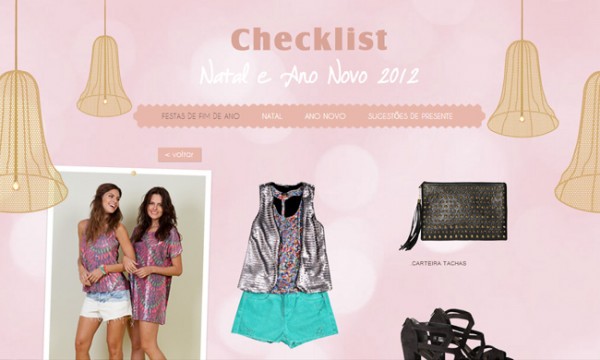 Checklist
Natal e Ano Novo 2012
FESTAS DE FIM DE ANO NATAL ANO NOVO SUGESTÕES DE PRESENTE
< voltar
CARTEIRA TACHAS